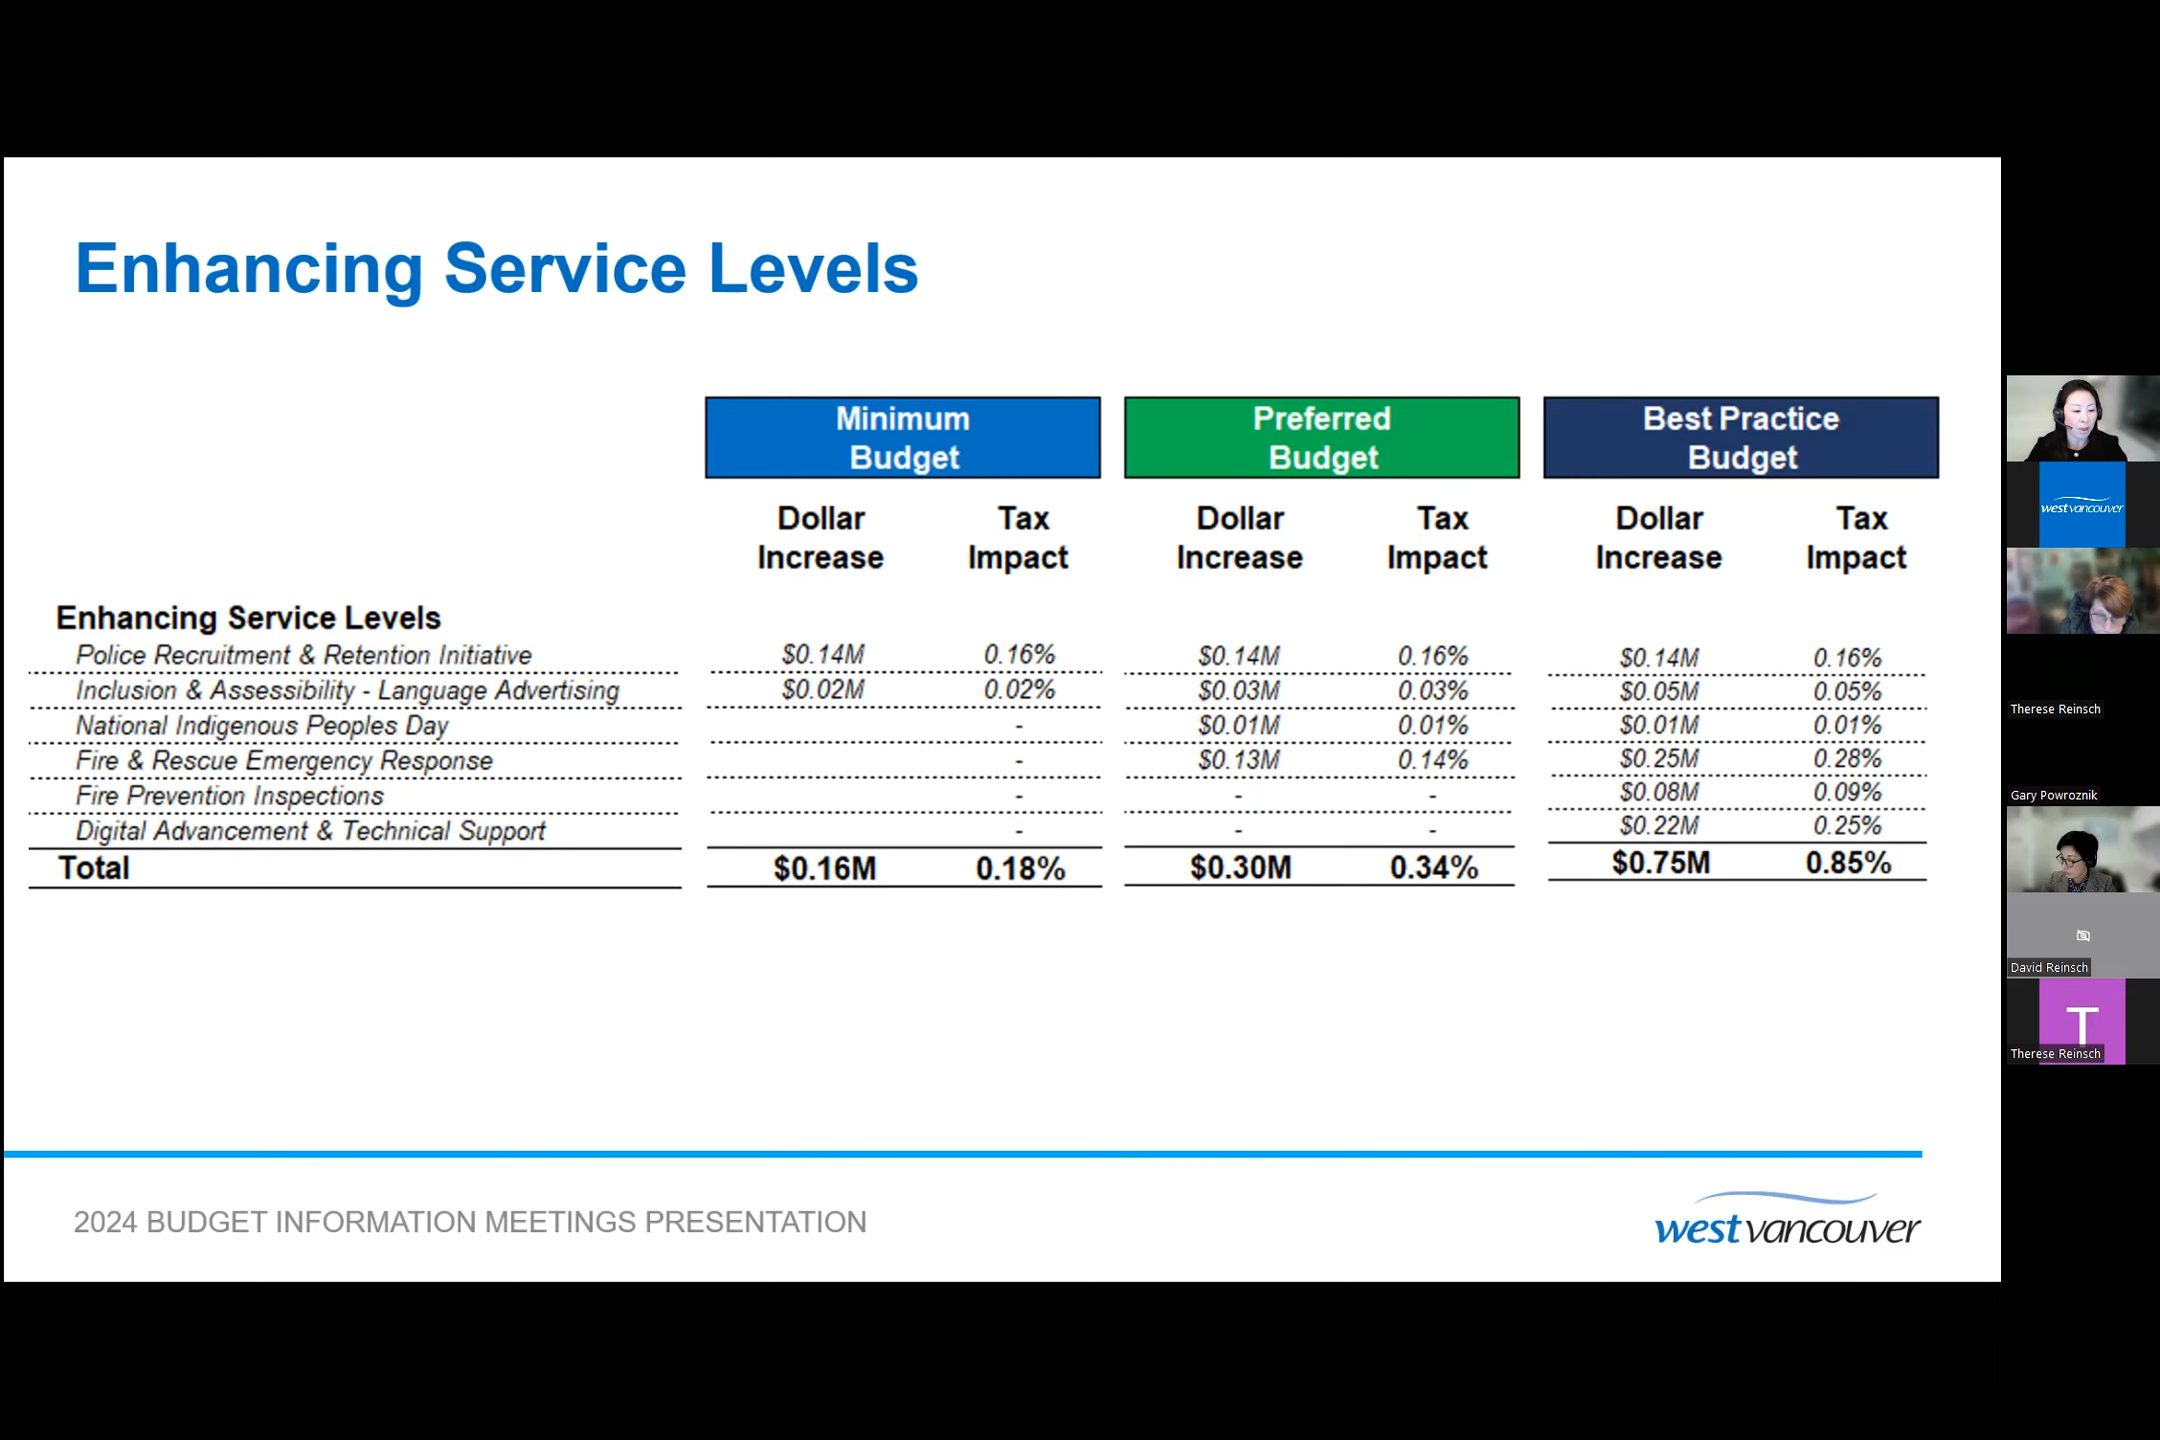 Enhancing Service Levels
Minimum Budget
Preferred Budget
Best Practice Budget
Dollar Increase Tax Impact Dollar Increase Tax Impact Dollar Increase Tax Impact
Enhancing Service Levels
Police Recruitment & Retention Initiative $0.14M 0.16% $0.14M 0.16% $0.14M 0.16%
Inclusion & Assessibility - Language Advertising $0.02M 0.02% $0.03M 0.03% $0.05M 0.05%
National Indigenous Peoples Day - $0.01M 0.01% $0.01M 0.01%
Fire & Rescue Emergency Response - $0.13M 0.14% $0.25M 0.28%
Fire Prevention Inspections - - - $0.08M 0.09%
Digital Advancement & Technical Support - - - $0.22M 0.25%
Total $0.16M 0.18% $0.30M 0.34% $0.75M 0.85%
2024 BUDGET INFORMATION MEETINGS PRESENTATION
westvancouver
westvancouver
Therese Reinsch
Gary Powroznik
David Reinsch
T
Therese Reinsch